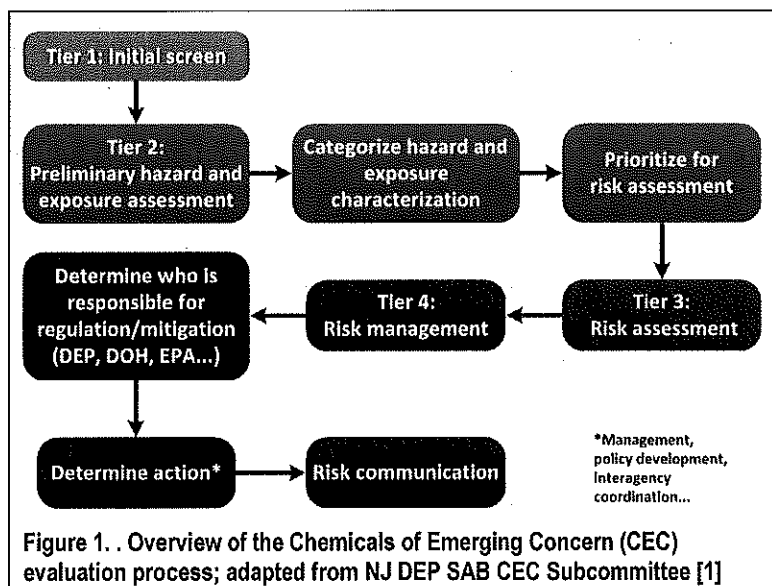 Tier 1: Initial screen
Tier 2:
Preliminary hazard and
exposure assessment
Categorize hazard and
exposure
characterization
Prioritize for
risk assessment
Tier 3:
Risk assessment
Tier 4:
Risk management
Determine who is
responsible for
regulation/mitigation
(DEP, DOH, EPA...)
Determine action*
Risk communication
*Management,
policy development,
interagency
coordination...
Figure 1. . Overview of the Chemicals of Emerging Concern (CEC)
evaluation process; adapted from NJ DEP SAB CEC Subcommittee [1]